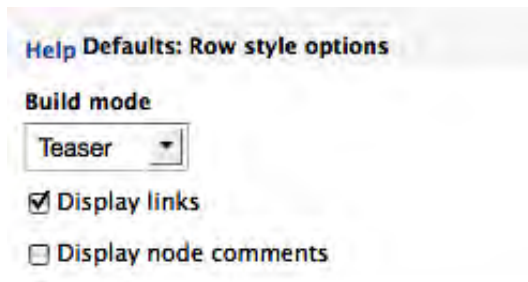 Help Defaults: Row style options
Build mode
Teaser
Display links
Display node comments